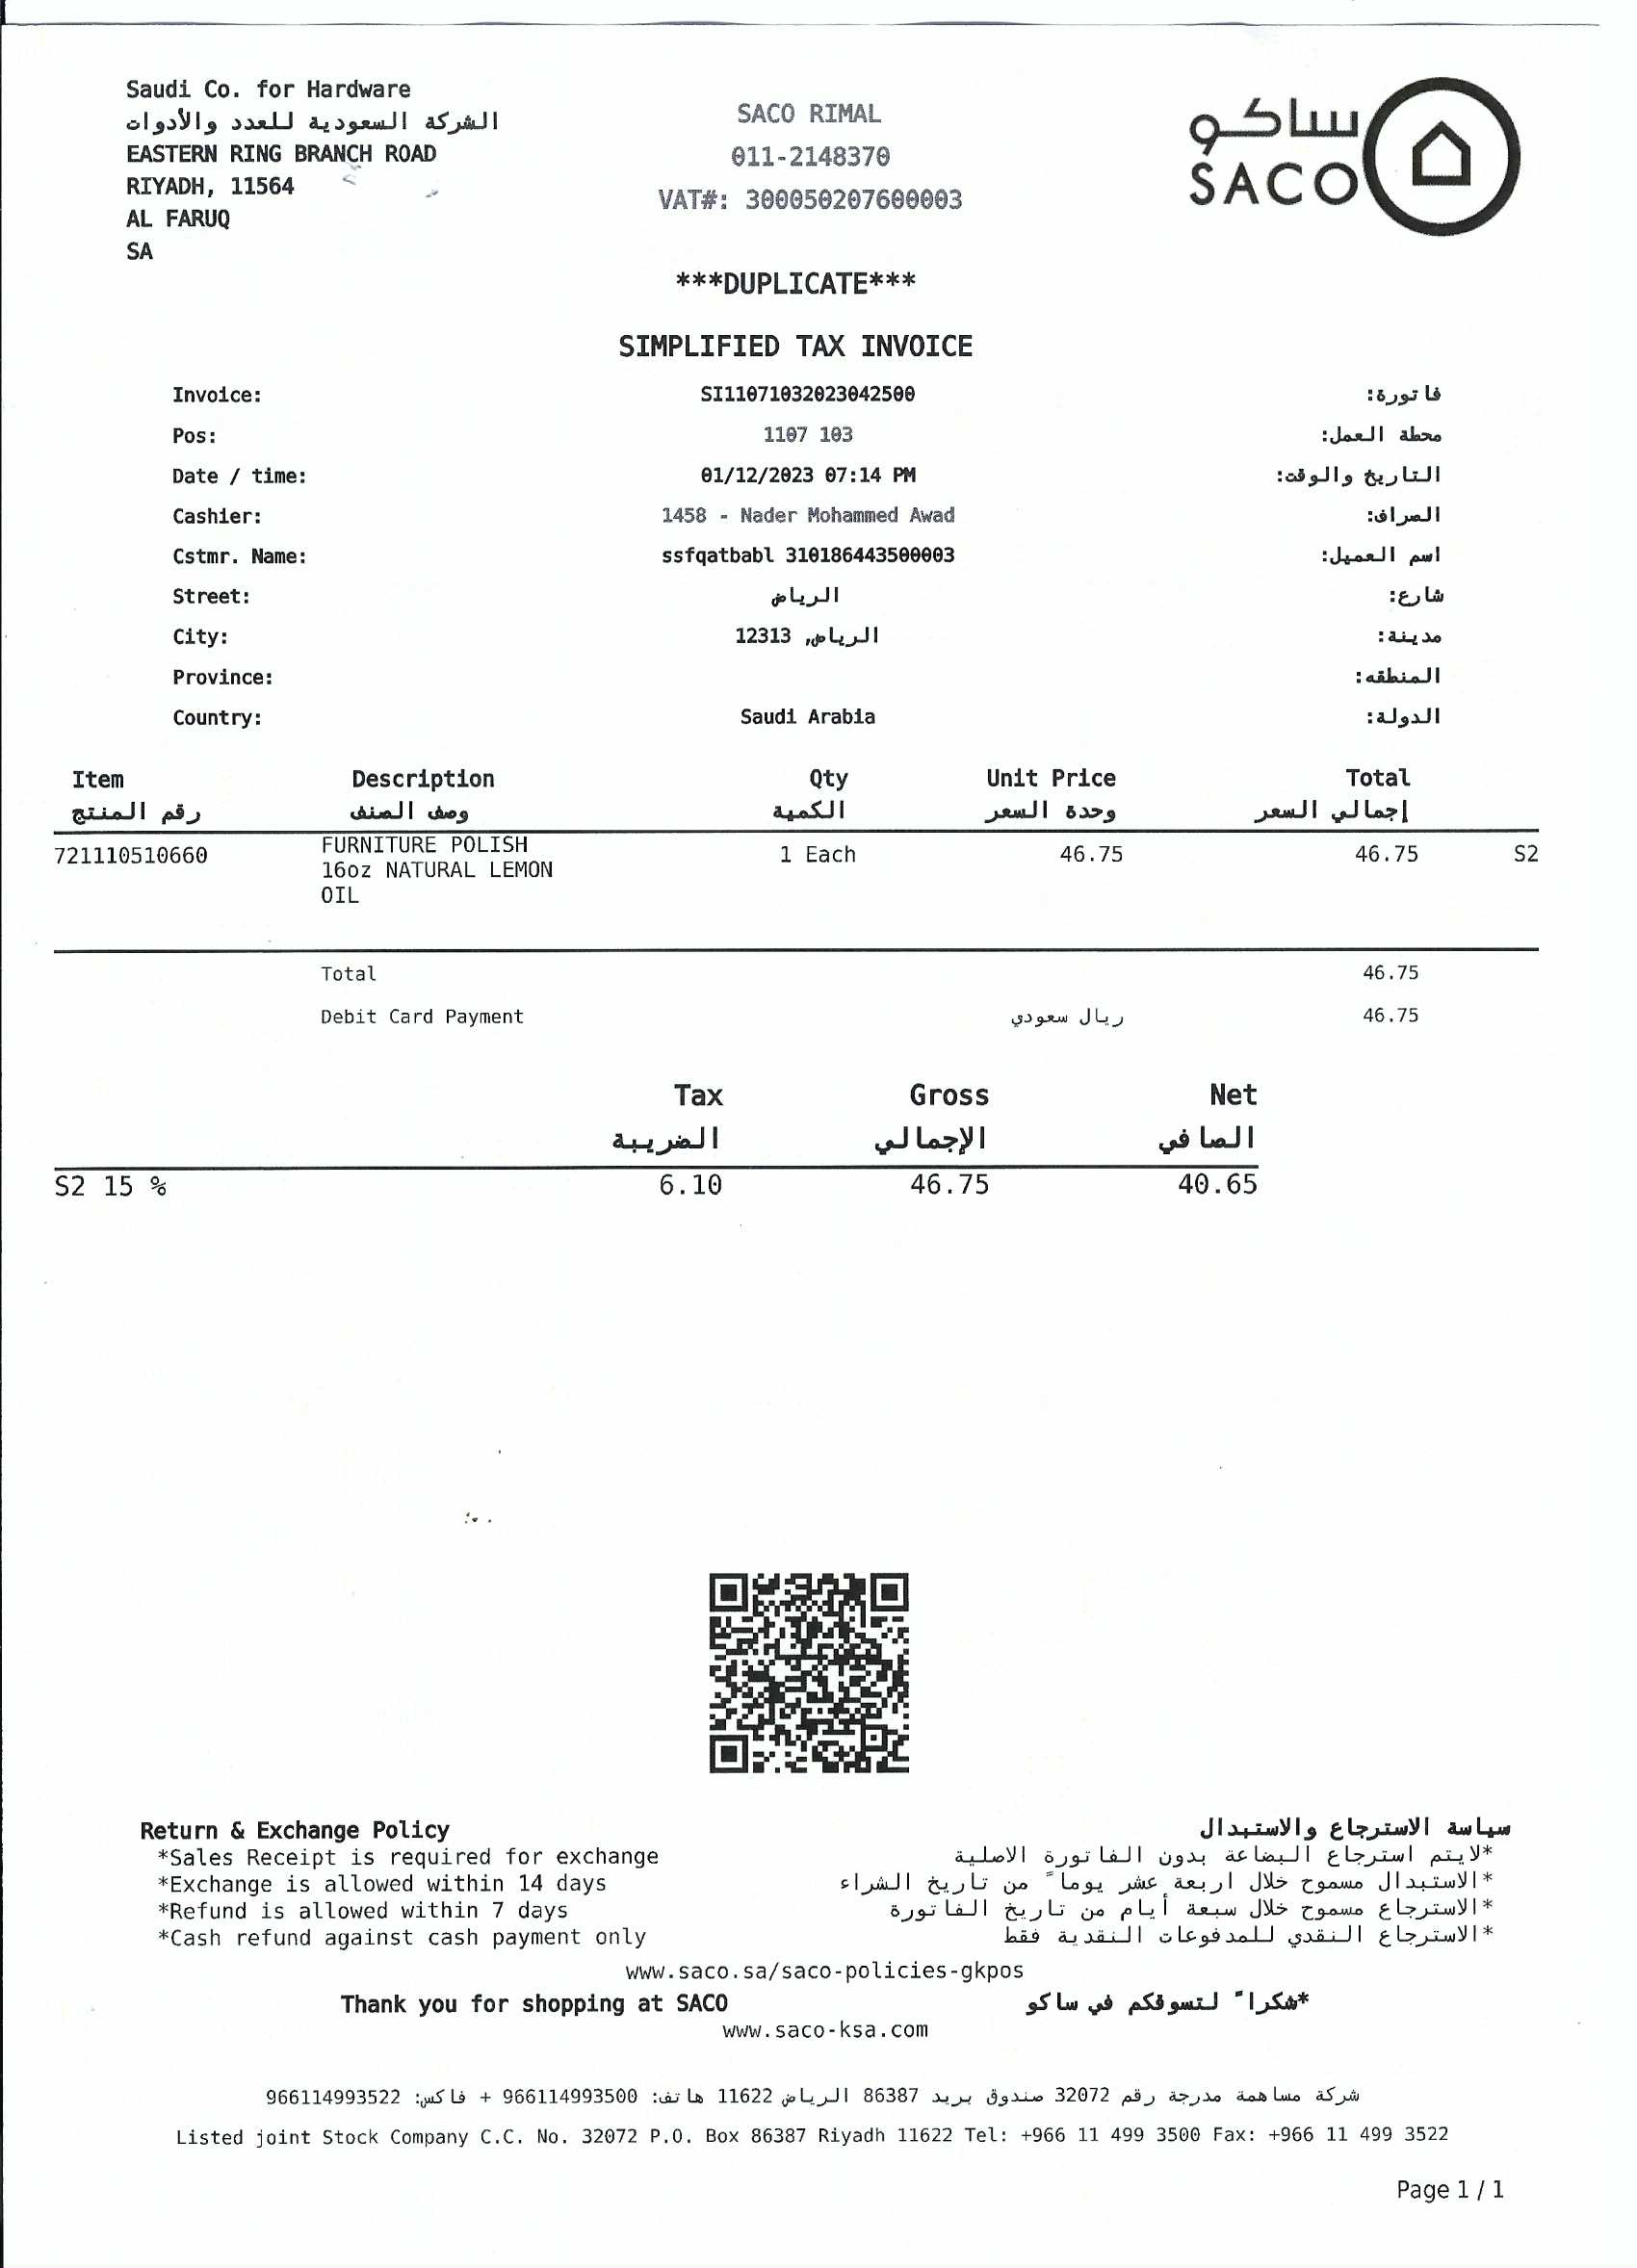 Saudi Co. for Hardware
الشركة السعودية للعدد والأدوات
EASTERN RING BRANCH ROAD
RIYADH, 11564
AL FARUQ
SA
SACO RIMAL
011-2148370
VAT#: 300050207600003
ساكو
SACO
***DUPLICATE***
SIMPLIFIED TAX INVOICE
Invoice: SI11071032023042500 فاتورة:
Pos: 1107 103 محطة العمل:
Date / time: 01/12/2023 07:14 PM التاريخ والوقت:
Cashier: 1458 - Nader Mohammed Awad الصراف:
Cstmr. Name: ssfqatbabl 310186443500003 اسم العميل:
Street: الرياض شارع:
City: الرياض, 12313 مدينة:
Province: المنطقه:
Country: Saudi Arabia الدولة:
Item Description Qty Unit Price Total
رقم المنتج وصف الصنف الكمية وحدة السعر إجمالي السعر
721110510660 FURNITURE POLISH 1 Each 46.75 46.75 S2
16oz NATURAL LEMON
OIL
Total 46.75
Debit Card Payment ريال سعودي 46.75
Tax Gross Net
الضريبة الإجمالي الصافي
S2 15 % 6.10 46.75 40.65
Return & Exchange Policy
*Sales Receipt is required for exchange
*Exchange is allowed within 14 days
*Refund is allowed within 7 days
*Cash refund against cash payment only
سياسة الاسترجاع والاستبدال
*لايتم استرجاع البضاعة بدون الفاتورة الاصلية
*الاستبدال مسموح خلال اربعة عشر يوماً من تاريخ الشراء
*الاسترجاع مسموح خلال سبعة أيام من تاريخ الفاتورة
*الاسترجاع النقدي للمدفوعات النقدية فقط
www.saco.sa/saco-policies-gkpos
Thank you for shopping at SACO *شكراً لتسوقكم في ساكو
www.saco-ksa.com
شركة مساهمة مدرجة رقم 32072 صندوق بريد 86387 الرياض 11622 هاتف: 966114993500 + فاكس: 966114993522
Listed joint Stock Company C.C. No. 32072 P.O. Box 86387 Riyadh 11622 Tel: +966 11 499 3500 Fax: +966 11 499 3522
Page 1 / 1